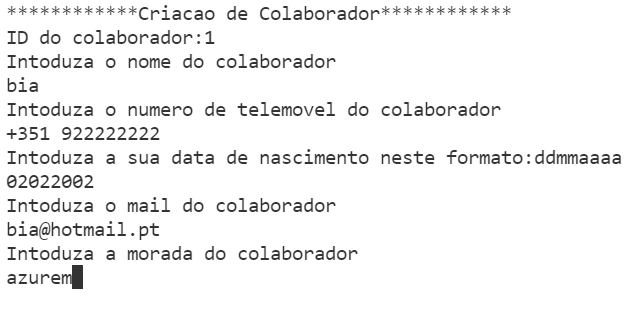 ************Criacao de Colaborador************
ID do colaborador:1
Intoduza o nome do colaborador
bia
Intoduza o numero de telemovel do colaborador
+351 922222222
Intoduza a sua data de nascimento neste formato:ddmmaaaa
02022002
Intoduza o mail do colaborador
bia@hotmail.pt
Intoduza a morada do colaborador
azurem